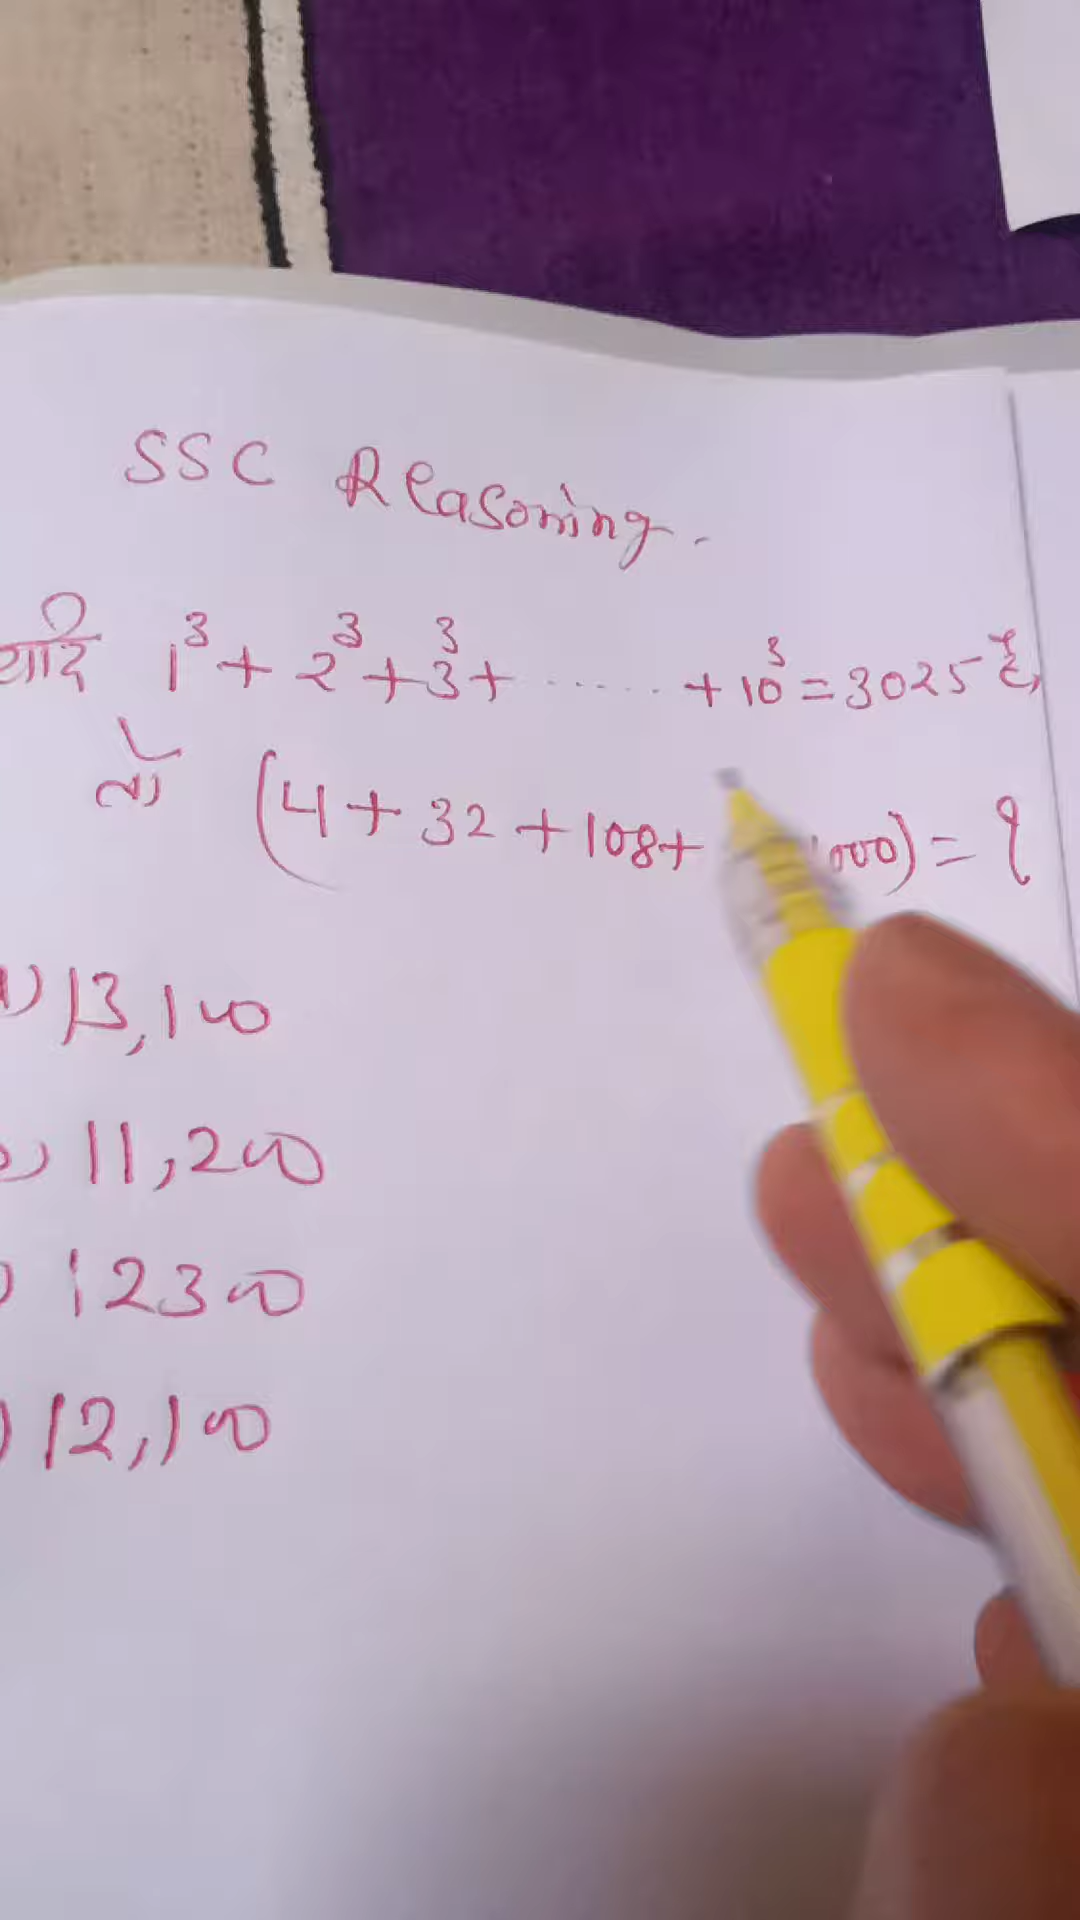 SSC Reasoning.
यदि 1³ + 2³ + 3³ + ...... + 10³ = 3025 है,
तो (4 + 32 + 108 + 000) = ?
) 13,100
) 11,200
) 12300
) 12,100